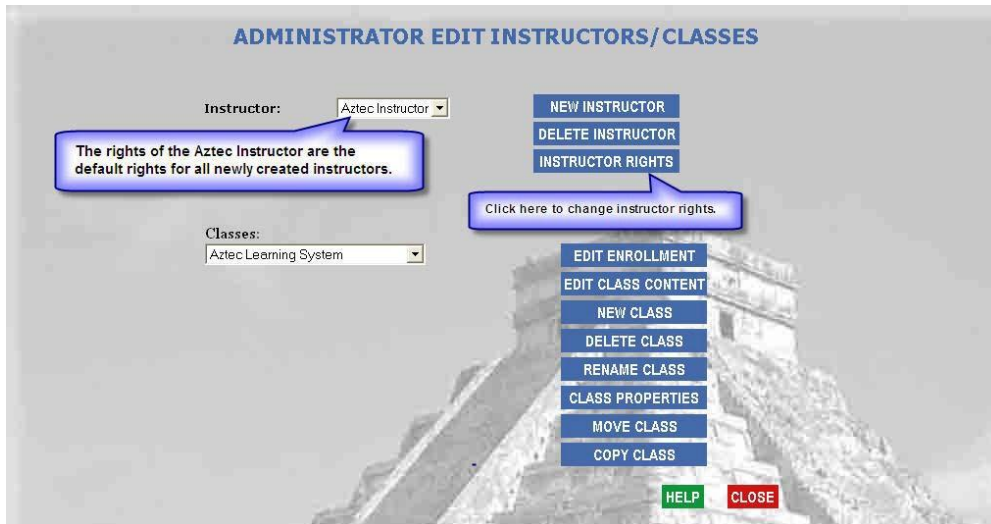 ADMINISTRATOR EDIT INSTRUCTORS/CLASSES
Instructor:
Aztec Instructor
NEW INSTRUCTOR
DELETE INSTRUCTOR
INSTRUCTOR RIGHTS
The rights of the Aztec Instructor are the
default rights for all newly created instructors.
Click here to change instructor rights.
Classes:
Aztec Learning System
EDIT ENROLLMENT
EDIT CLASS CONTENT
NEW CLASS
DELETE CLASS
RENAME CLASS
CLASS PROPERTIES
MOVE CLASS
COPY CLASS
HELP
CLOSE